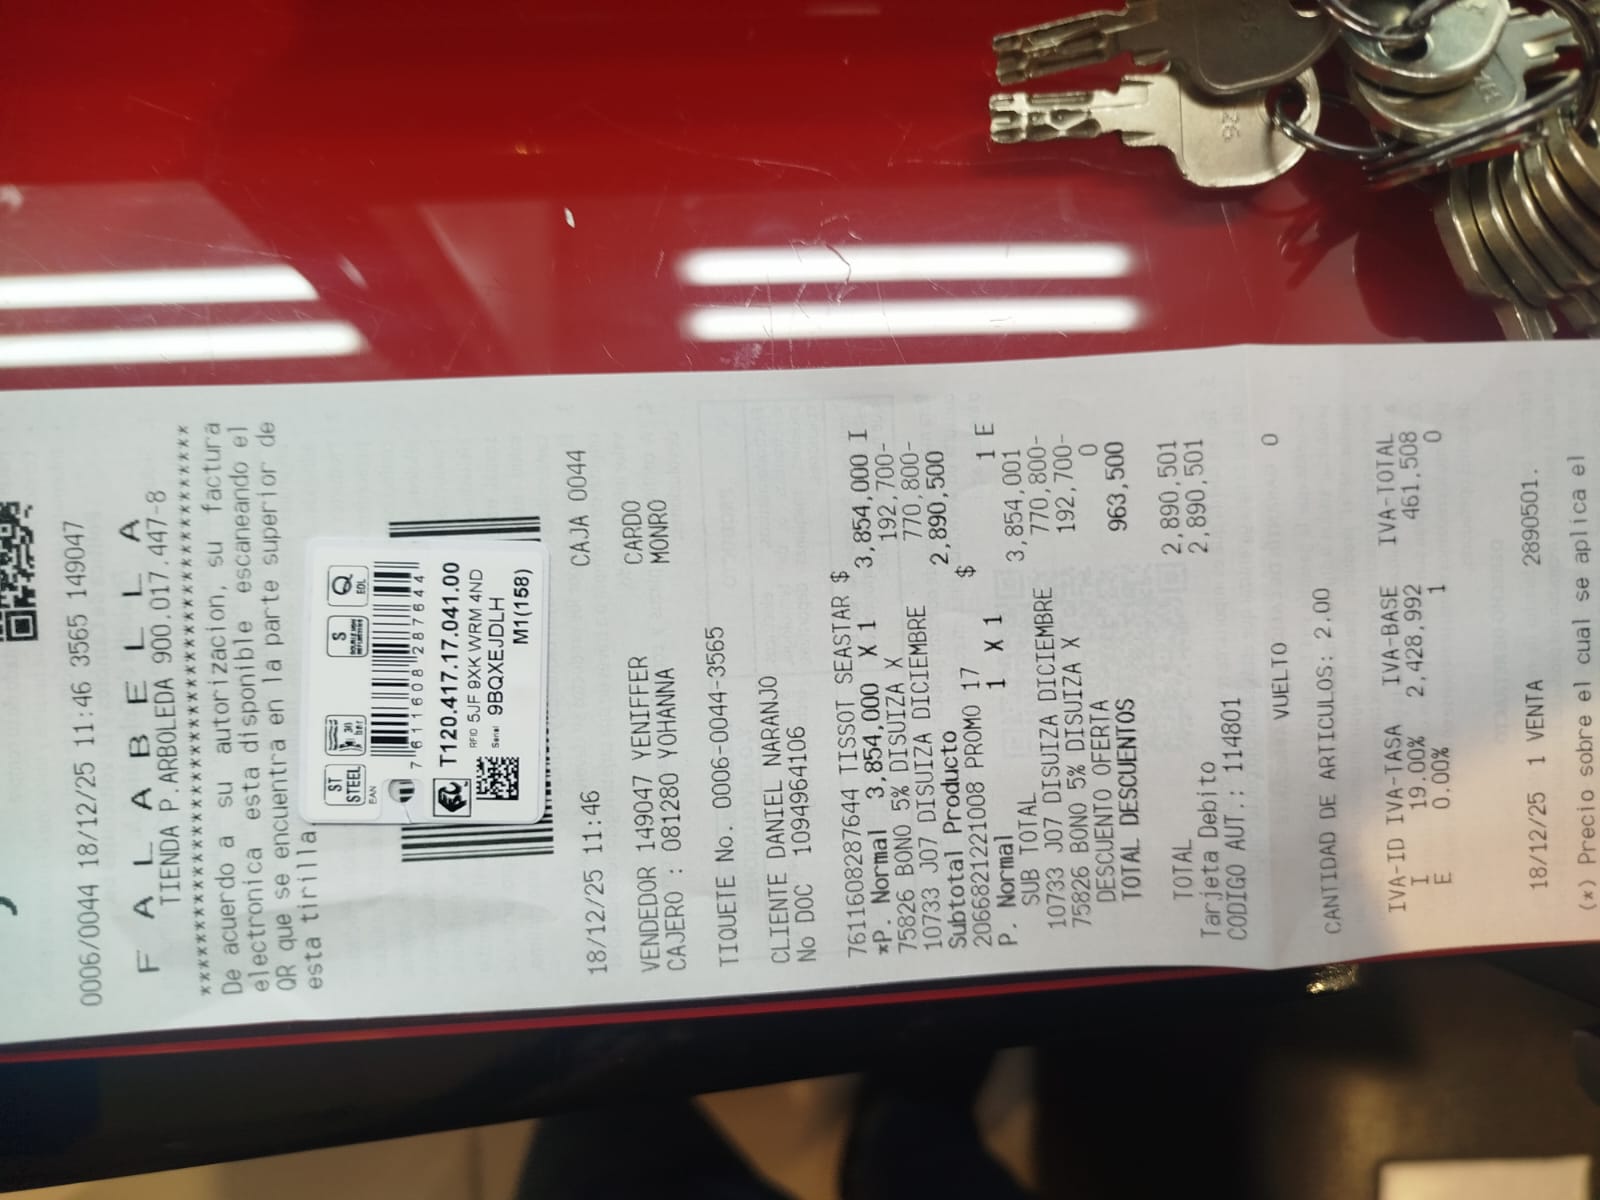 0006/0044 18/12/25 11:46 3565 149047
F A L A B E L L A
TIENDA P.ARBOLEDA 900.017.447-8
****************************************
De acuerdo a su autorizacion, su factura
electronica esta disponible escaneando el
QR que se encuentra en la parte superior de
esta tirilla
ST
STEEL
30
bar
S
Q
EOL
EAN
7 611608 287644
T120.417.17.041.00
RFID 5JF 9XK WRM 4ND
Serial 9BQXEJDLH
M1(158)
18/12/25 11:46 CAJA 0044
VENDEDOR 149047 YENIFFER CARDO
CAJERO : 081280 YOHANNA MONRO
TIQUETE No. 0006-0044-3565
CLIENTE DANIEL NARANJO
No DOC 1094964106
7611608287644 TISSOT SEASTAR $
*P. Normal 3,854,000 X 1 3,854,000 I
75826 BONO 5% DISUIZA X 192,700-
10733 J07 DISUIZA DICIEMBRE 770,800-
Subtotal Producto 2,890,500
2066821221008 PROMO 17 $
P. Normal 1 X 1 1 E
SUB TOTAL 3,854,001
10733 J07 DISUIZA DICIEMBRE 770,800-
75826 BONO 5% DISUIZA X 192,700-
DESCUENTO OFERTA 0
TOTAL DESCUENTOS 963,500
TOTAL 2,890,501
Tarjeta Debito 2,890,501
CODIGO AUT.: 114801
VUELTO 0
CANTIDAD DE ARTICULOS: 2.00
IVA-ID IVA-TASA IVA-BASE IVA-TOTAL
I 19.00% 2,428,992 461,508
E 0.00% 1 0
18/12/25 1 VENTA 2890501.
(*) Precio sobre el cual se aplica el